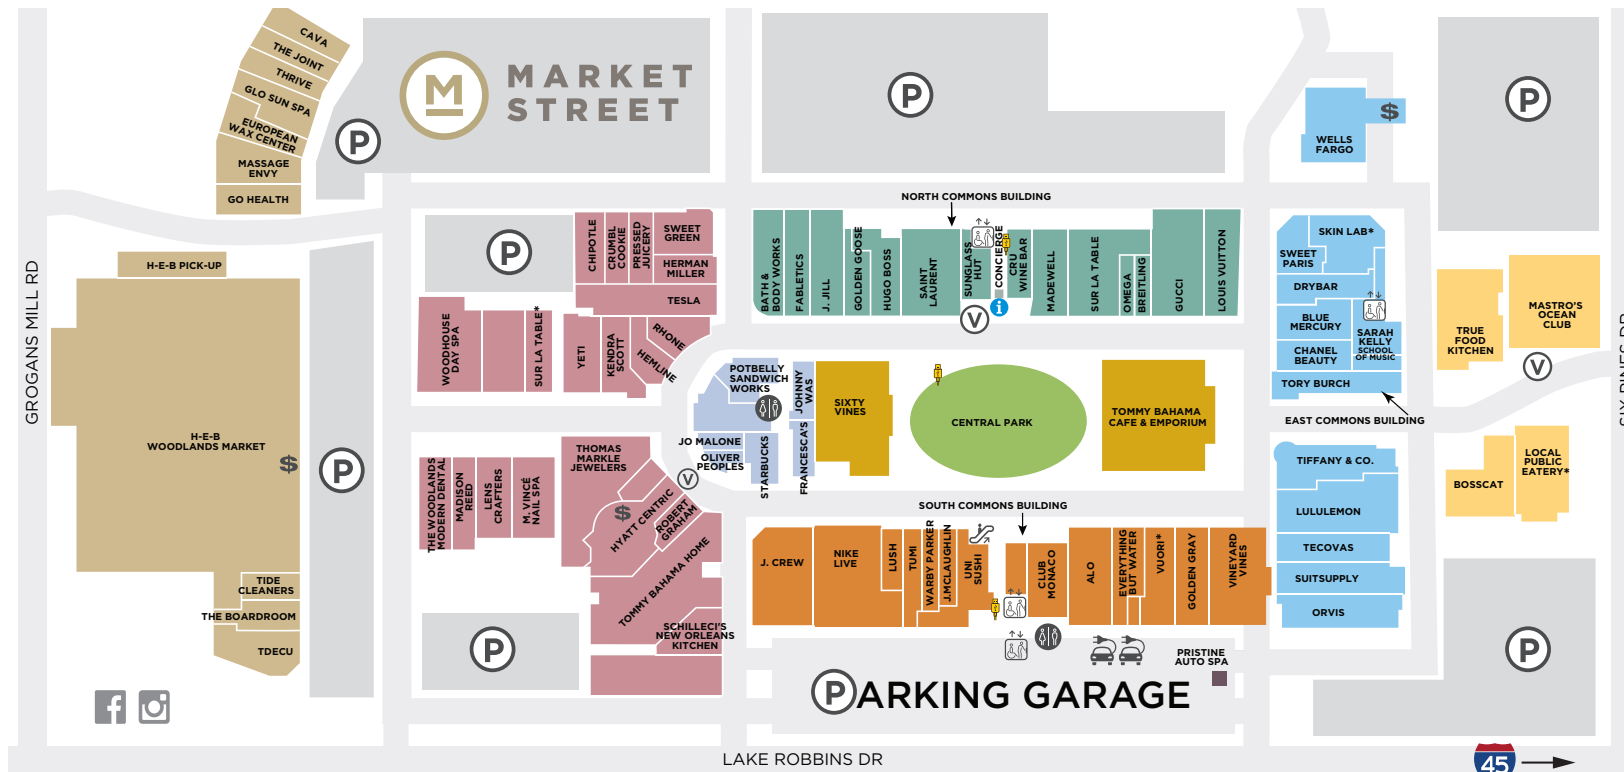 CAVA
THE JOINT
THRIVE
GLO SUN SPA
EUROPEAN
WAX CENTER
MASSAGE
ENVY
GO HEALTH
P
M
MARKET
STREET
P
P
WELLS
FARGO
$
GROGANS MILL RD
H-E-B PICK-UP
H-E-B
WOODLANDS MARKET
$
TIDE
CLEANERS
THE BOARDROOM
TDECU
P
P
CHIPOTLE
CRUMBL
COOKIE
PRESSED
JUICERY
SWEET
GREEN
HERMAN
MILLER
TESLA
WOODHOUSE
DAY SPA
SUR LA TABLE*
YETI
KENDRA
SCOTT
RHONE
HEMLINE
NORTH COMMONS BUILDING
BATH &
BODY WORKS
FABLETICS
J. JILL
GOLDEN GOOSE
HUGO BOSS
SAINT
LAURENT
SUNGLASS
HUT
CONCIERGE
i
V
CRU
WINE BAR
MADEWELL
SUR LA TABLE
OMEGA
BREITLING
GUCCI
LOUIS VUITTON
SKIN LAB*
SWEET
PARIS
DRYBAR
BLUE
MERCURY
SARAH
KELLY
SCHOOL
OF MUSIC
CHANEL
BEAUTY
TORY BURCH
EAST COMMONS BUILDING
TRUE
FOOD
KITCHEN
MASTRO'S
OCEAN
CLUB
V
SIX PINES DR
POTBELLY
SANDWICH
WORKS
JOHNNY
WAS
JO MALONE
OLIVER
PEOPLES
STARBUCKS
FRANCESCA'S
SIXTY
VINES
CENTRAL PARK
TOMMY BAHAMA
CAFE & EMPORIUM
V
THE WOODLANDS
MODERN DENTAL
MADISON
REED
LENS
CRAFTERS
M. VINCÉ
NAIL SPA
THOMAS
MARKLE
JEWELERS
$
HYATT CENTRIC
ROBERT
GRAHAM
TOMMY BAHAMA HOME
SCHILLECI'S
NEW ORLEANS
KITCHEN
P
SOUTH COMMONS BUILDING
J. CREW
NIKE
LIVE
LUSH
TUMI
WARBY PARKER
J.MCLAUGHLIN
UNI
SUSHI
CLUB
MONACO
ALO
EVERYTHING
BUT WATER
VUORI*
GOLDEN GRAY
VINEYARD
VINES
TIFFANY & CO.
LULULEMON
TECOVAS
SUITSUPPLY
ORVIS
BOSSCAT
LOCAL
PUBLIC
EATERY*
P
PRISTINE
AUTO SPA
PARKING GARAGE
LAKE ROBBINS DR
45